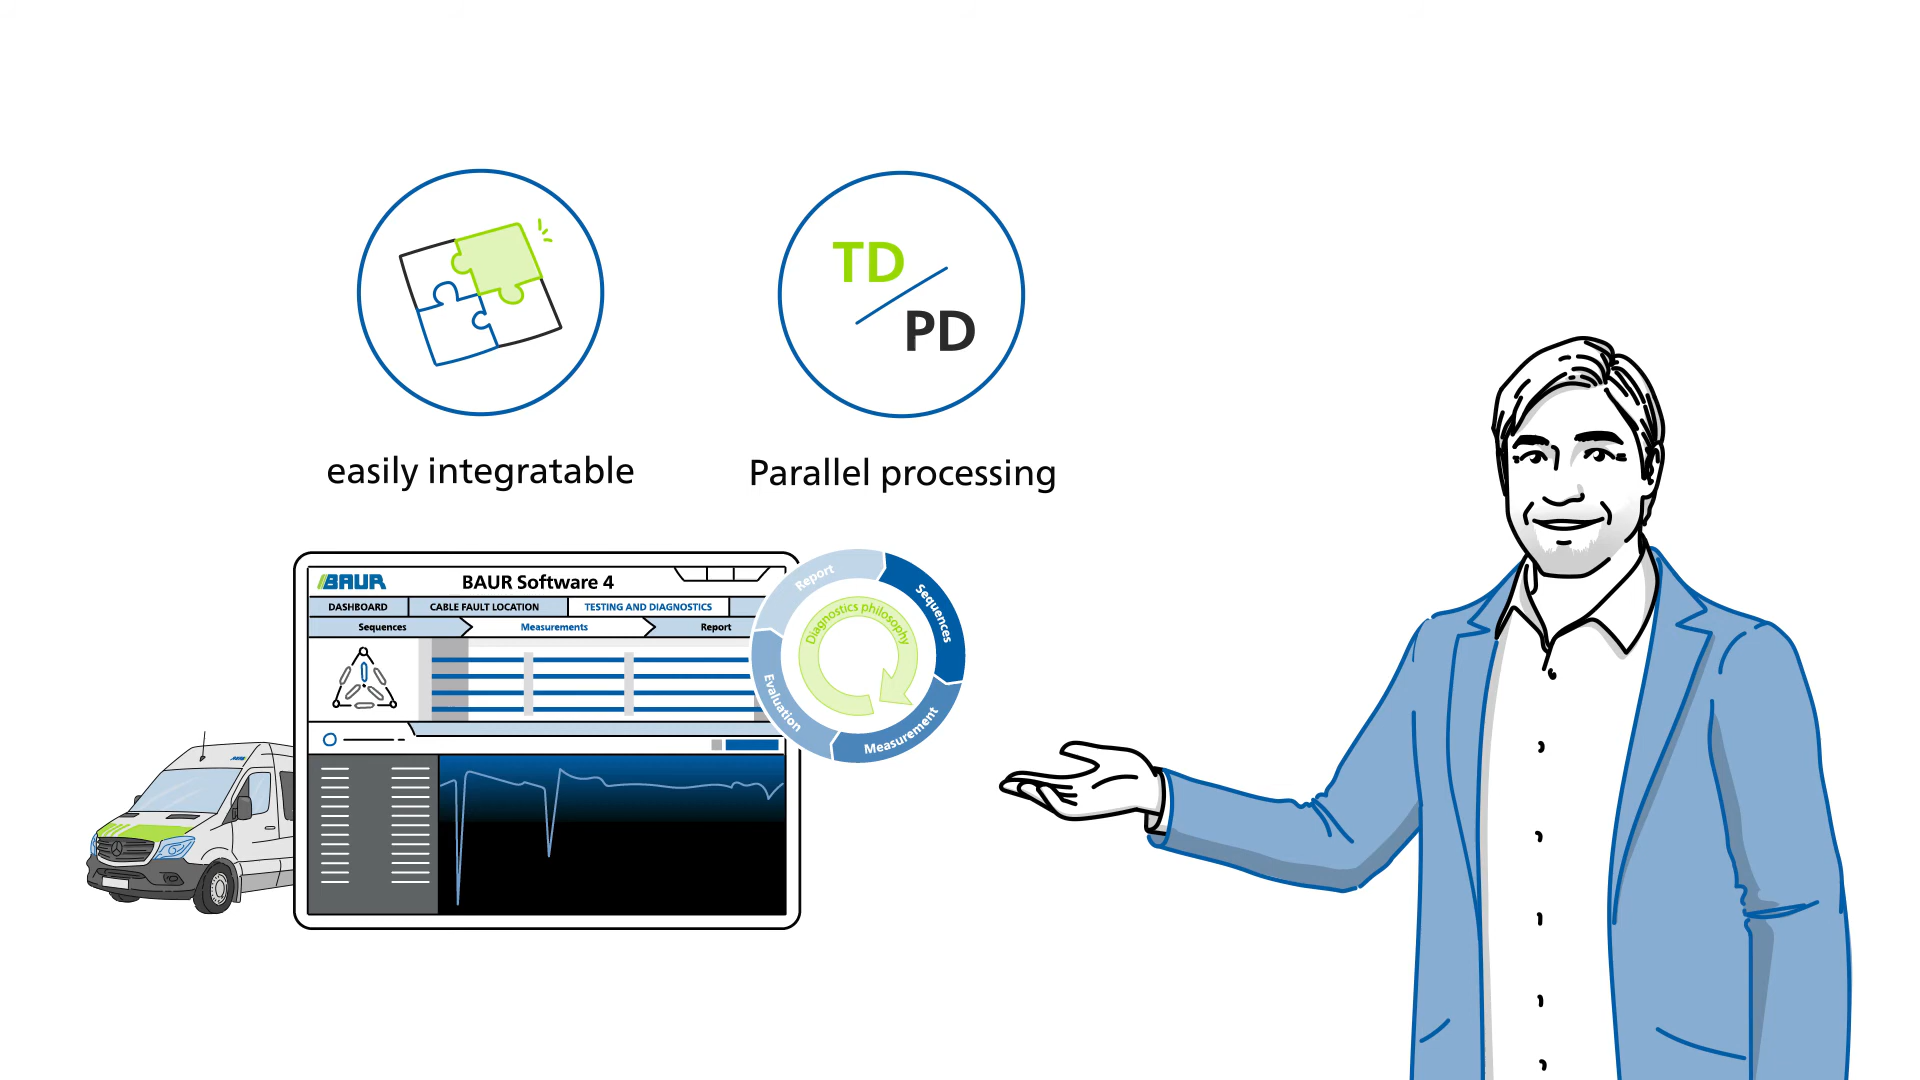 TD
PD
easily integratable
Parallel processing
BAUR
BAUR Software 4
DASHBOARD
CABLE FAULT LOCATION
TESTING AND DIAGNOSTICS
Sequences
Measurements
Report
Report
Sequences
Measurement
Evaluation
Diagnostics philosophy
BAUR